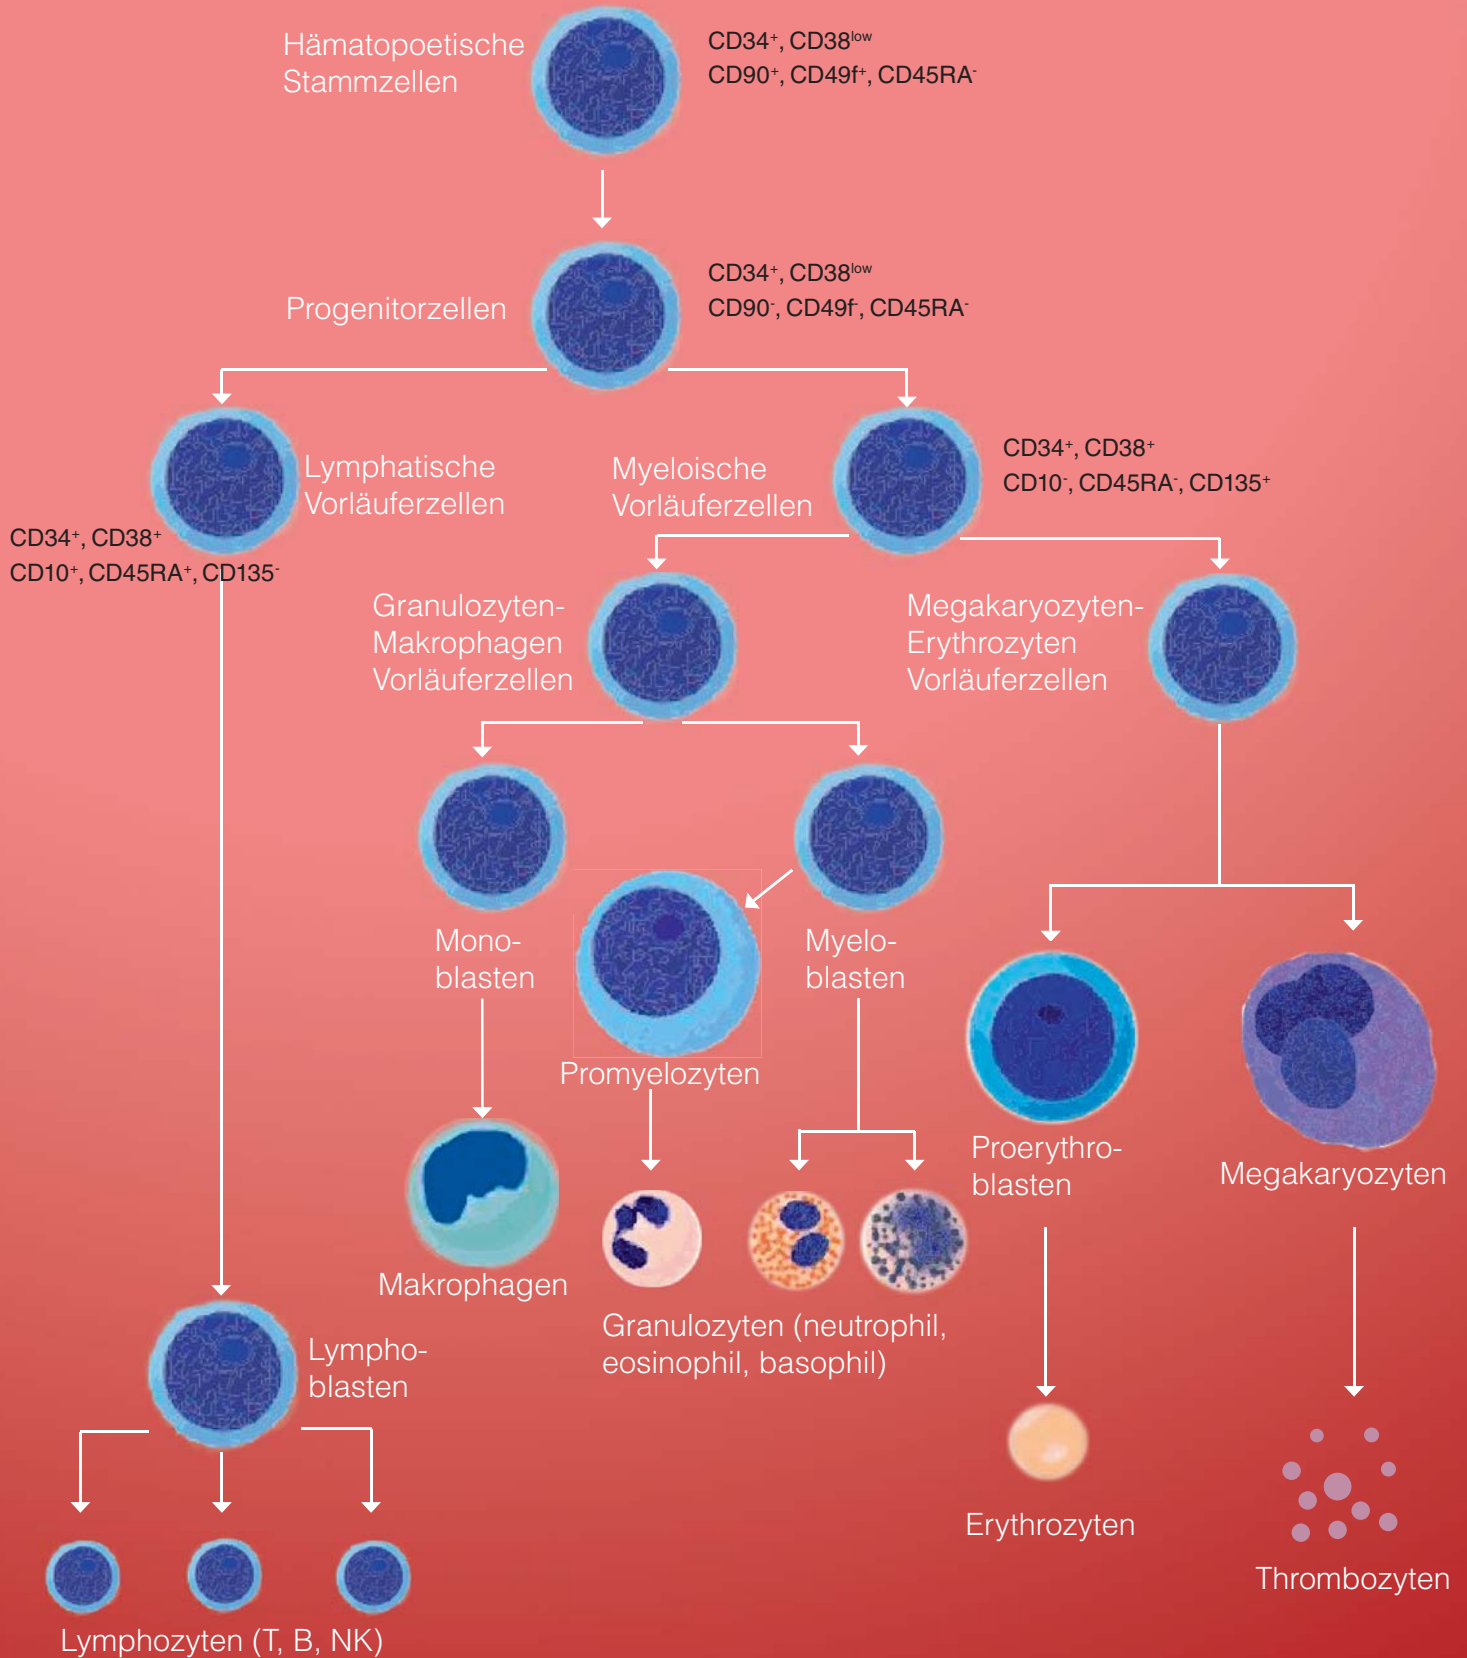 Hämatopoetische
Stammzellen
CD34⁺, CD38ˡᵒʷ
CD90⁺, CD49f⁺, CD45RA⁻
Progenitorzellen
CD34⁺, CD38ˡᵒʷ
CD90⁻, CD49f⁻, CD45RA⁻
Lymphatische
Vorläuferzellen
CD34⁺, CD38⁺
CD10⁺, CD45RA⁺, CD135⁻
Myeloische
Vorläuferzellen
CD34⁺, CD38⁺
CD10⁻, CD45RA⁻, CD135⁺
Granulozyten-
Makrophagen
Vorläuferzellen
Megakaryozyten-
Erythrozyten
Vorläuferzellen
Mono-
blasten
Myelo-
blasten
Promyelozyten
Proerythro-
blasten
Megakaryozyten
Makrophagen
Granulozyten (neutrophil,
eosinophil, basophil)
Lympho-
blasten
Erythrozyten
Thrombozyten
Lymphozyten (T, B, NK)